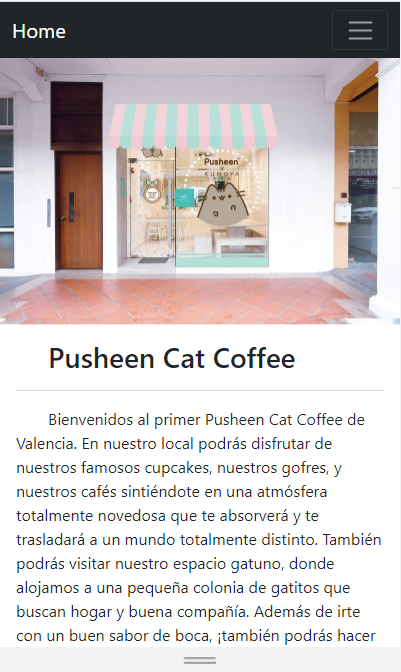 Home
Pusheen
×
KUMOYA
Pusheen Cat Coffee
Bienvenidos al primer Pusheen Cat Coffee de
Valencia. En nuestro local podrás disfrutar de
nuestros famosos cupcakes, nuestros gofres, y
nuestros cafés sintiéndote en una atmósfera
totalmente novedosa que te absorverá y te
trasladará a un mundo totalmente distinto. También
podrás visitar nuestro espacio gatuno, donde
alojamos a una pequeña colonia de gatitos que
buscan hogar y buena compañía. Además de irte
con un buen sabor de boca, ¡también podrás hacer